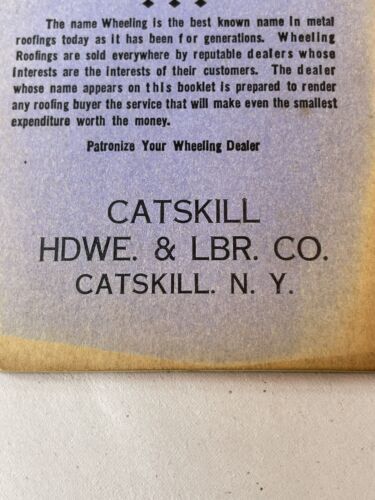 The name Wheeling is the best known name in metal
roofings today as it has been for generations. Wheeling
Roofings are sold everywhere by reputable dealers whose
interests are the interests of their customers. The dealer
whose name appears on this booklet is prepared to render
any roofing buyer the service that will make even the smallest
expenditure worth the money.
Patronize Your Wheeling Dealer
CATSKILL
HDWE. & LBR. CO.
CATSKILL. N. Y.